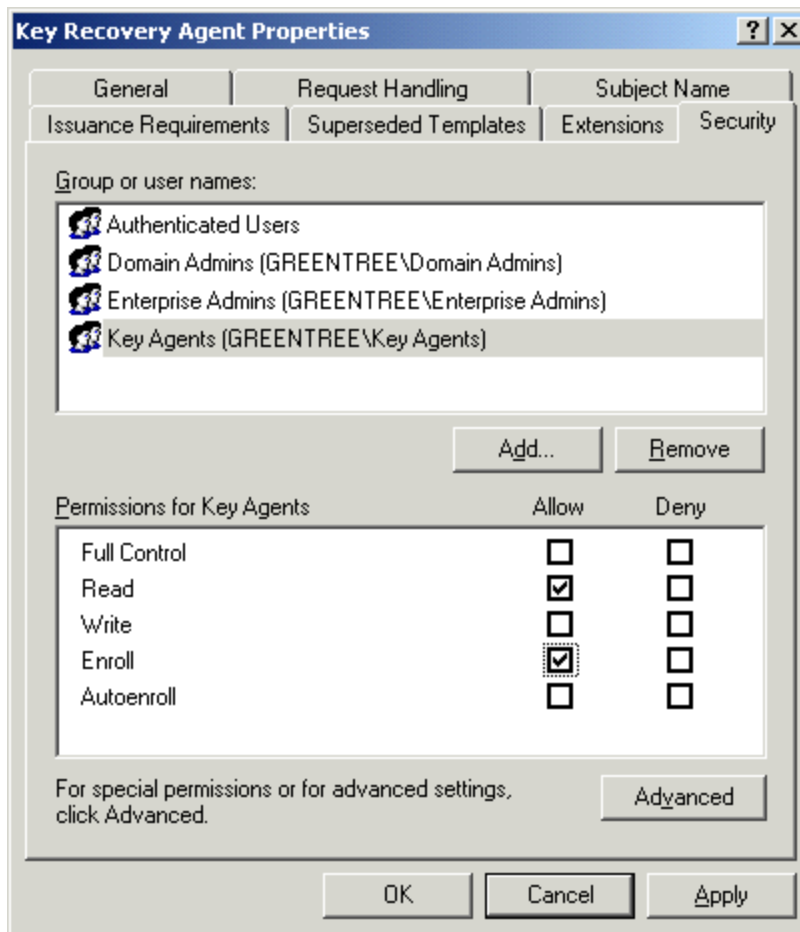 Key Recovery Agent Properties
General Request Handling Subject Name
Issuance Requirements Superseded Templates Extensions Security
Group or user names:
Authenticated Users
Domain Admins (GREENTREE\Domain Admins)
Enterprise Admins (GREENTREE\Enterprise Admins)
Key Agents (GREENTREE\Key Agents)
Add... Remove
Permissions for Key Agents Allow Deny
Full Control
Read
Write
Enroll
Autoenroll
For special permissions or for advanced settings,
click Advanced.
Advanced
OK Cancel Apply